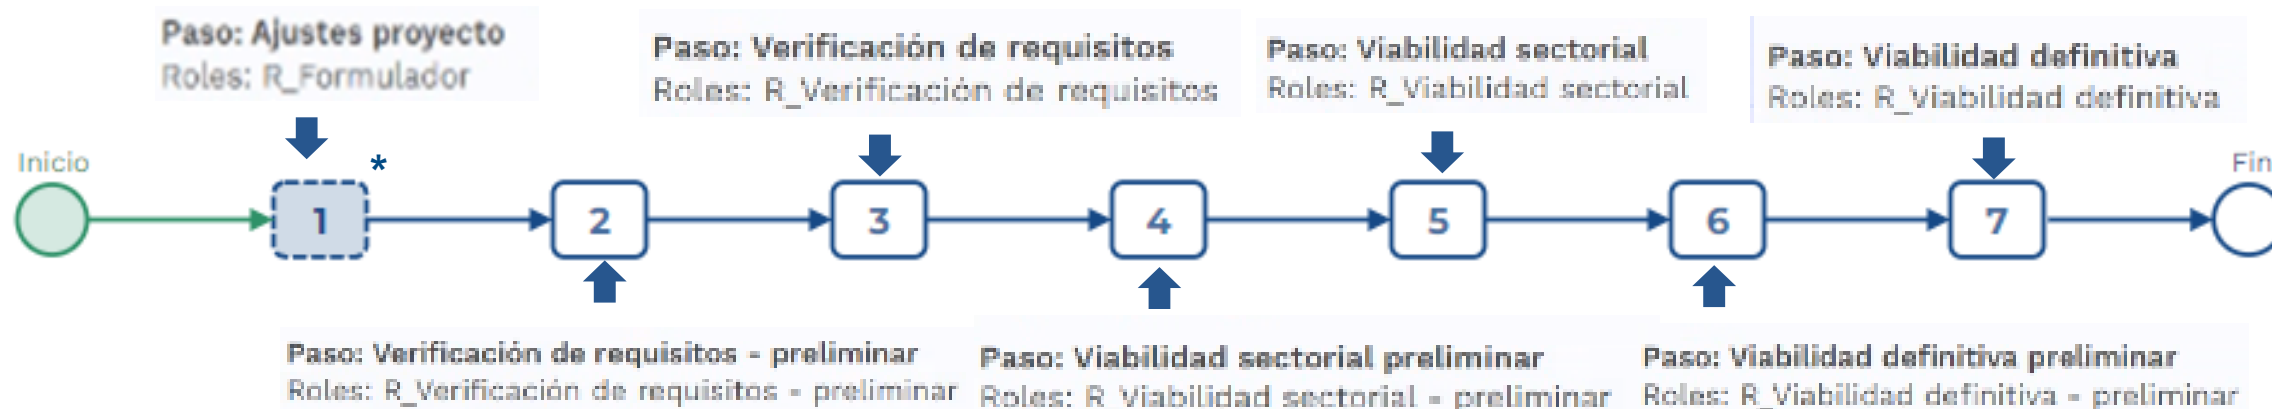 Paso: Ajustes proyecto
Roles: R_Formulador
Paso: Verificación de requisitos
Roles: R_Verificación de requisitos
Paso: Viabilidad sectorial
Roles: R_Viabilidad sectorial
Paso: Viabilidad definitiva
Roles: R_Viabilidad definitiva
Inicio
*
Fin
1
2
3
4
5
6
7
Paso: Verificación de requisitos - preliminar
Roles: R_Verificación de requisitos - preliminar
Paso: Viabilidad sectorial preliminar
Roles: R_Viabilidad sectorial - preliminar
Paso: Viabilidad definitiva preliminar
Roles: R_Viabilidad definitiva - preliminar